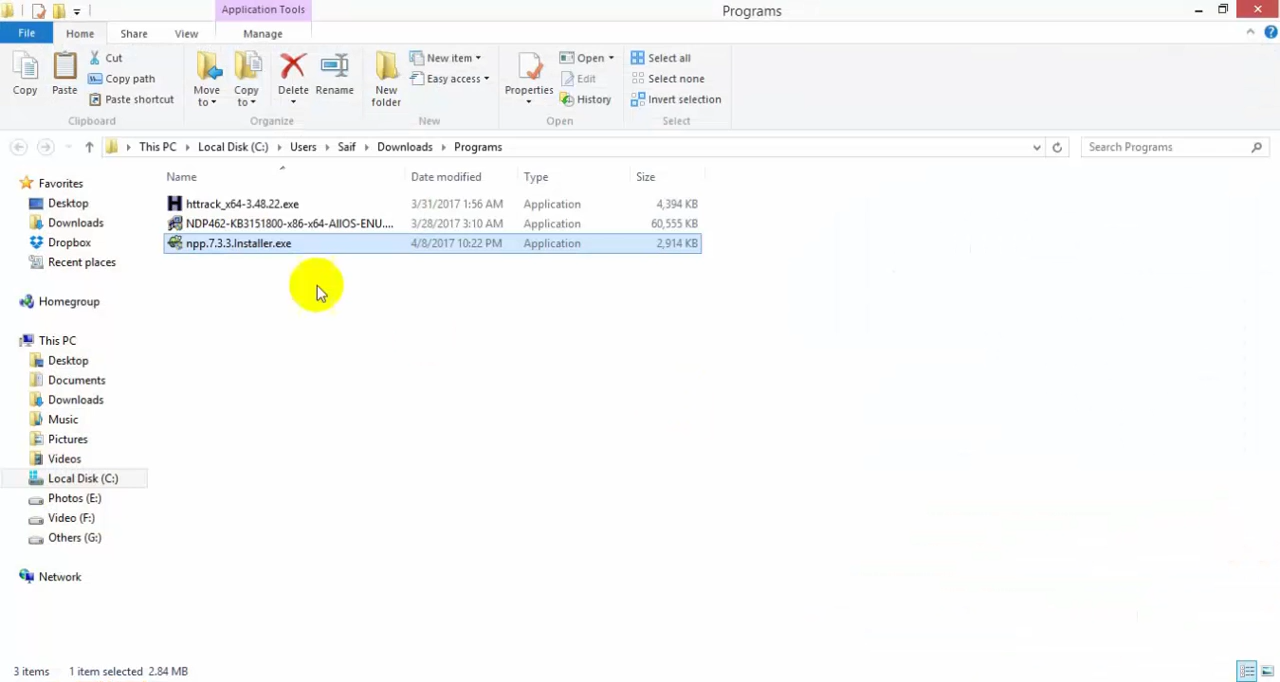 Application Tools
Programs
File
Home
Share
View
Manage
Copy
Paste
Cut
Copy path
Paste shortcut
Clipboard
Move to
Copy to
Delete
Rename
Organize
New folder
New item
Easy access
New
Properties
Open
Edit
History
Open
Select all
Select none
Invert selection
Select
This PC
Local Disk (C:)
Users
Saif
Downloads
Programs
Search Programs
Name
Date modified
Type
Size
httrack_x64-3.48.22.exe 3/31/2017 1:56 AM Application 4,394 KB
NDP462-KB3151800-x86-x64-AllOS-ENU.... 3/28/2017 3:10 AM Application 60,555 KB
npp.7.3.3.Installer.exe 4/8/2017 10:22 PM Application 2,914 KB
Favorites
Desktop
Downloads
Dropbox
Recent places
Homegroup
This PC
Desktop
Documents
Downloads
Music
Pictures
Videos
Local Disk (C:)
Photos (E:)
Video (F:)
Others (G:)
Network
3 items
1 item selected 2.84 MB